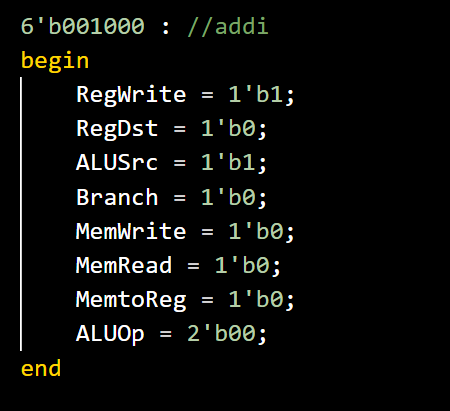 6'b001000 : //addi
begin
RegWrite = 1'b1;
RegDst = 1'b0;
ALUSrc = 1'b1;
Branch = 1'b0;
MemWrite = 1'b0;
MemRead = 1'b0;
MemtoReg = 1'b0;
ALUOp = 2'b00;
end